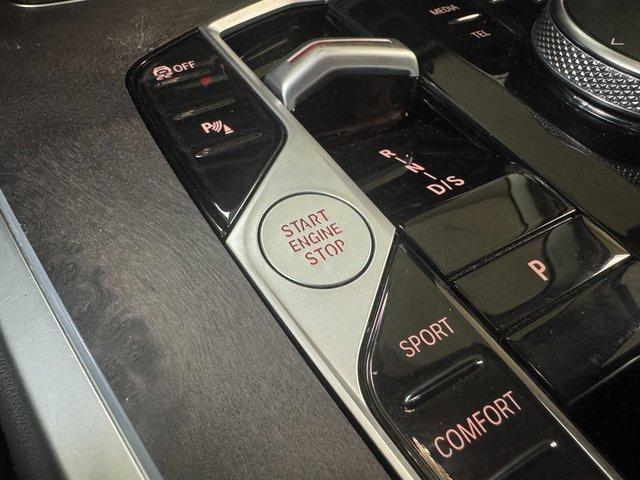 MEDIA
TEL
OFF
P
R
N
D/S
START
ENGINE
STOP
P
SPORT
COMFORT